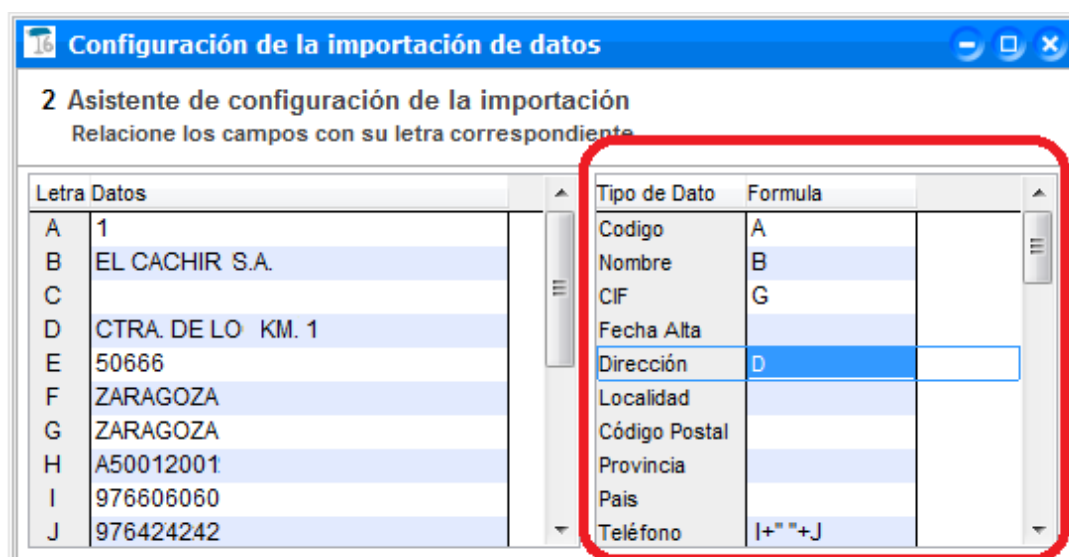 16 Configuración de la importación de datos
2 Asistente de configuración de la importación
Relacione los campos con su letra correspondiente
Letra Datos
A 1
B EL CACHIR S.A.
C
D CTRA. DE LO KM. 1
E 50666
F ZARAGOZA
G ZARAGOZA
H A50012001
I 976606060
J 976424242
Tipo de Dato Formula
Codigo A
Nombre B
CIF G
Fecha Alta
Dirección D
Localidad
Código Postal
Provincia
Pais
Teléfono I+" "+J